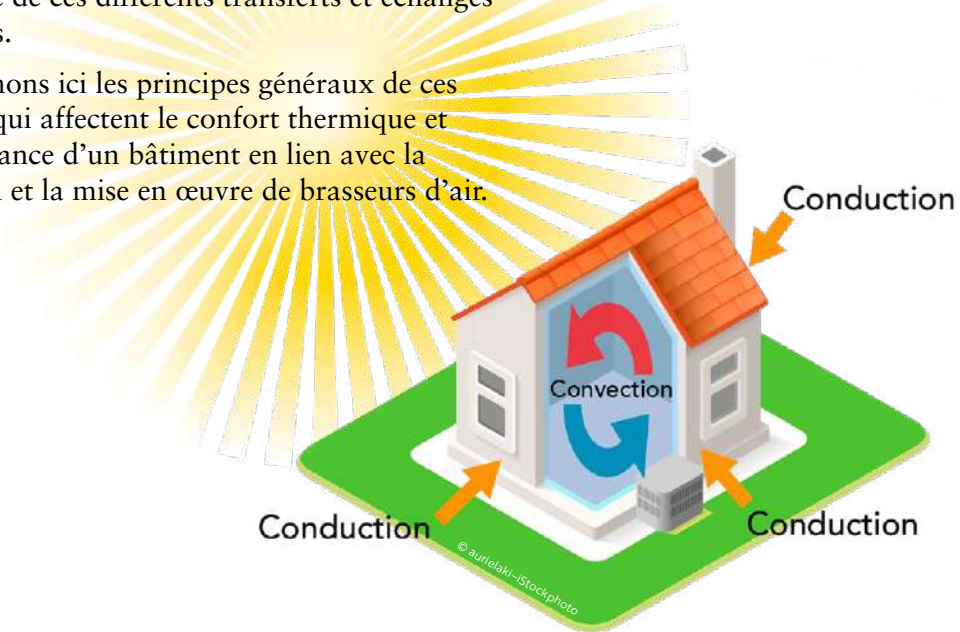 de ces différents transferts et échanges
s.
nons ici les principes généraux de ces
qui affectent le confort thermique et
ance d'un bâtiment en lien avec la
et la mise en œuvre de brasseurs d'air.
Conduction
Convection
Conduction
Conduction
© aurielaki–iStockphoto